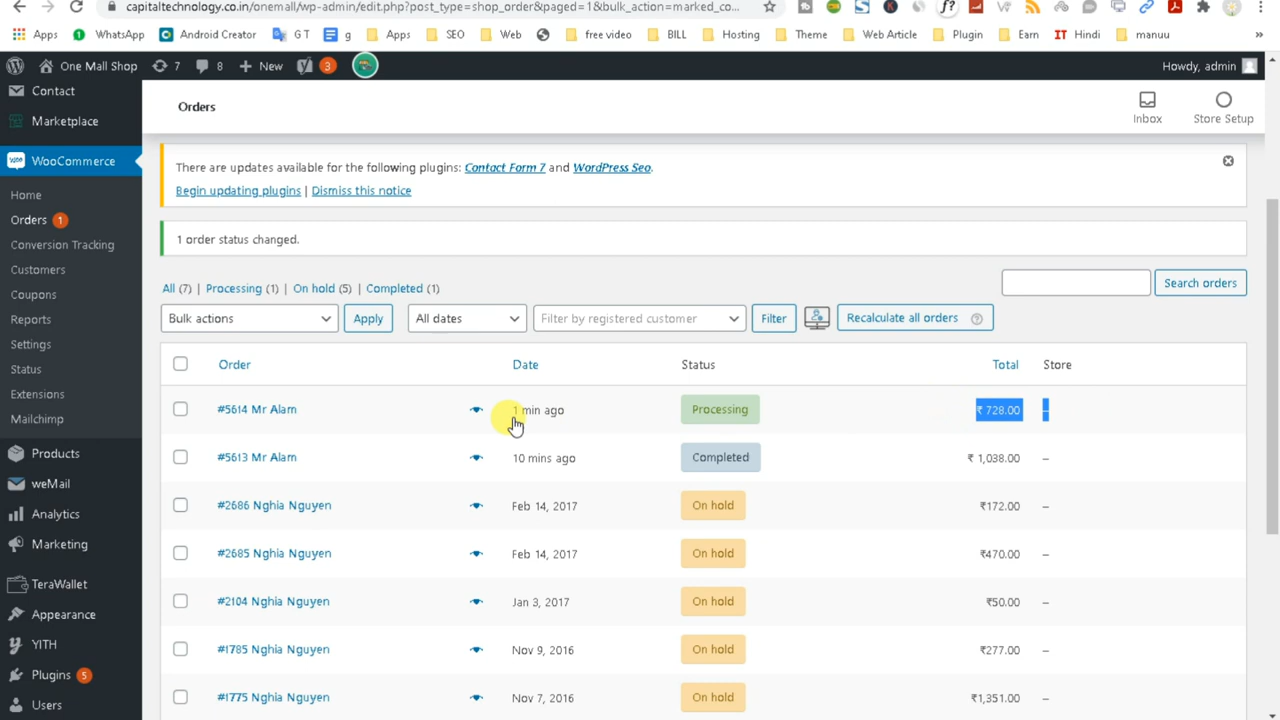 capitaltechnology.co.in/onemall/wp-admin/edit.php?post_type=shop_order&paged=1&bulk_action=marked_co...
Apps WhatsApp Android Creator G T g Apps SEO Web free video BILL Hosting Theme Web Article Plugin Earn IT Hindi manuu »
One Mall Shop 7 8 + New 3 Howdy, admin
Contact
Marketplace
WooCommerce
Home
Orders 1
Conversion Tracking
Customers
Coupons
Reports
Settings
Status
Extensions
Mailchimp
Products
weMail
Analytics
Marketing
TeraWallet
Appearance
YITH
Plugins 5
Users
Orders
Inbox Store Setup
There are updates available for the following plugins: Contact Form 7 and WordPress Seo.
Begin updating plugins | Dismiss this notice
1 order status changed.
All (7) | Processing (1) | On hold (5) | Completed (1)
Search orders
Bulk actions Apply All dates Filter by registered customer Filter Recalculate all orders ?
Order Date Status Total Store
#5614 Mr Alam 1 min ago Processing ₹ 728.00 –
#5613 Mr Alam 10 mins ago Completed ₹ 1,038.00 –
#2686 Nghia Nguyen Feb 14, 2017 On hold ₹172.00 –
#2685 Nghia Nguyen Feb 14, 2017 On hold ₹470.00 –
#2104 Nghia Nguyen Jan 3, 2017 On hold ₹50.00 –
#1785 Nghia Nguyen Nov 9, 2016 On hold ₹277.00 –
#1775 Nghia Nguyen Nov 7, 2016 On hold ₹1,351.00 –